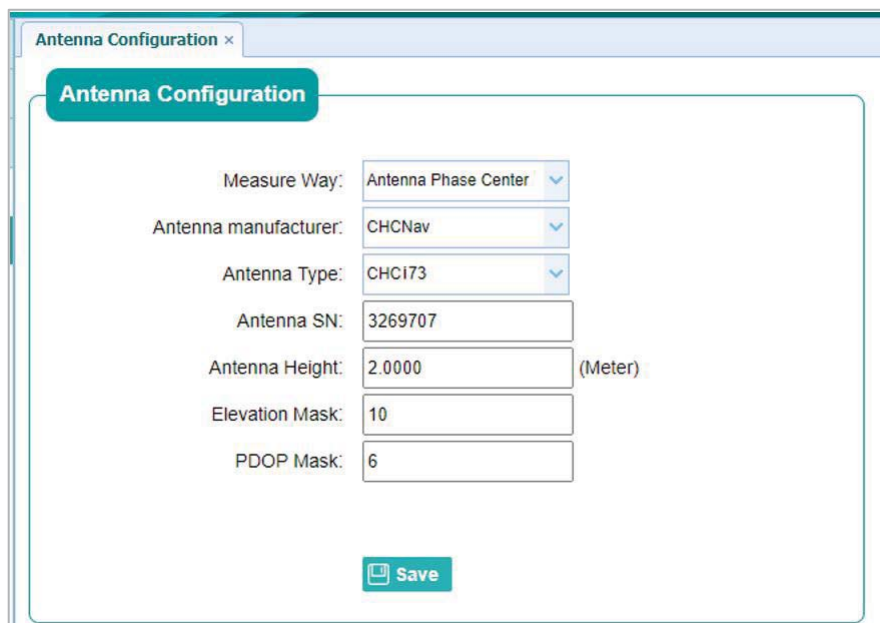 Antenna Configuration ×
Antenna Configuration
Measure Way: Antenna Phase Center
Antenna manufacturer: CHCNav
Antenna Type: CHCi73
Antenna SN: 3269707
Antenna Height: 2.0000 (Meter)
Elevation Mask: 10
PDOP Mask: 6
Save